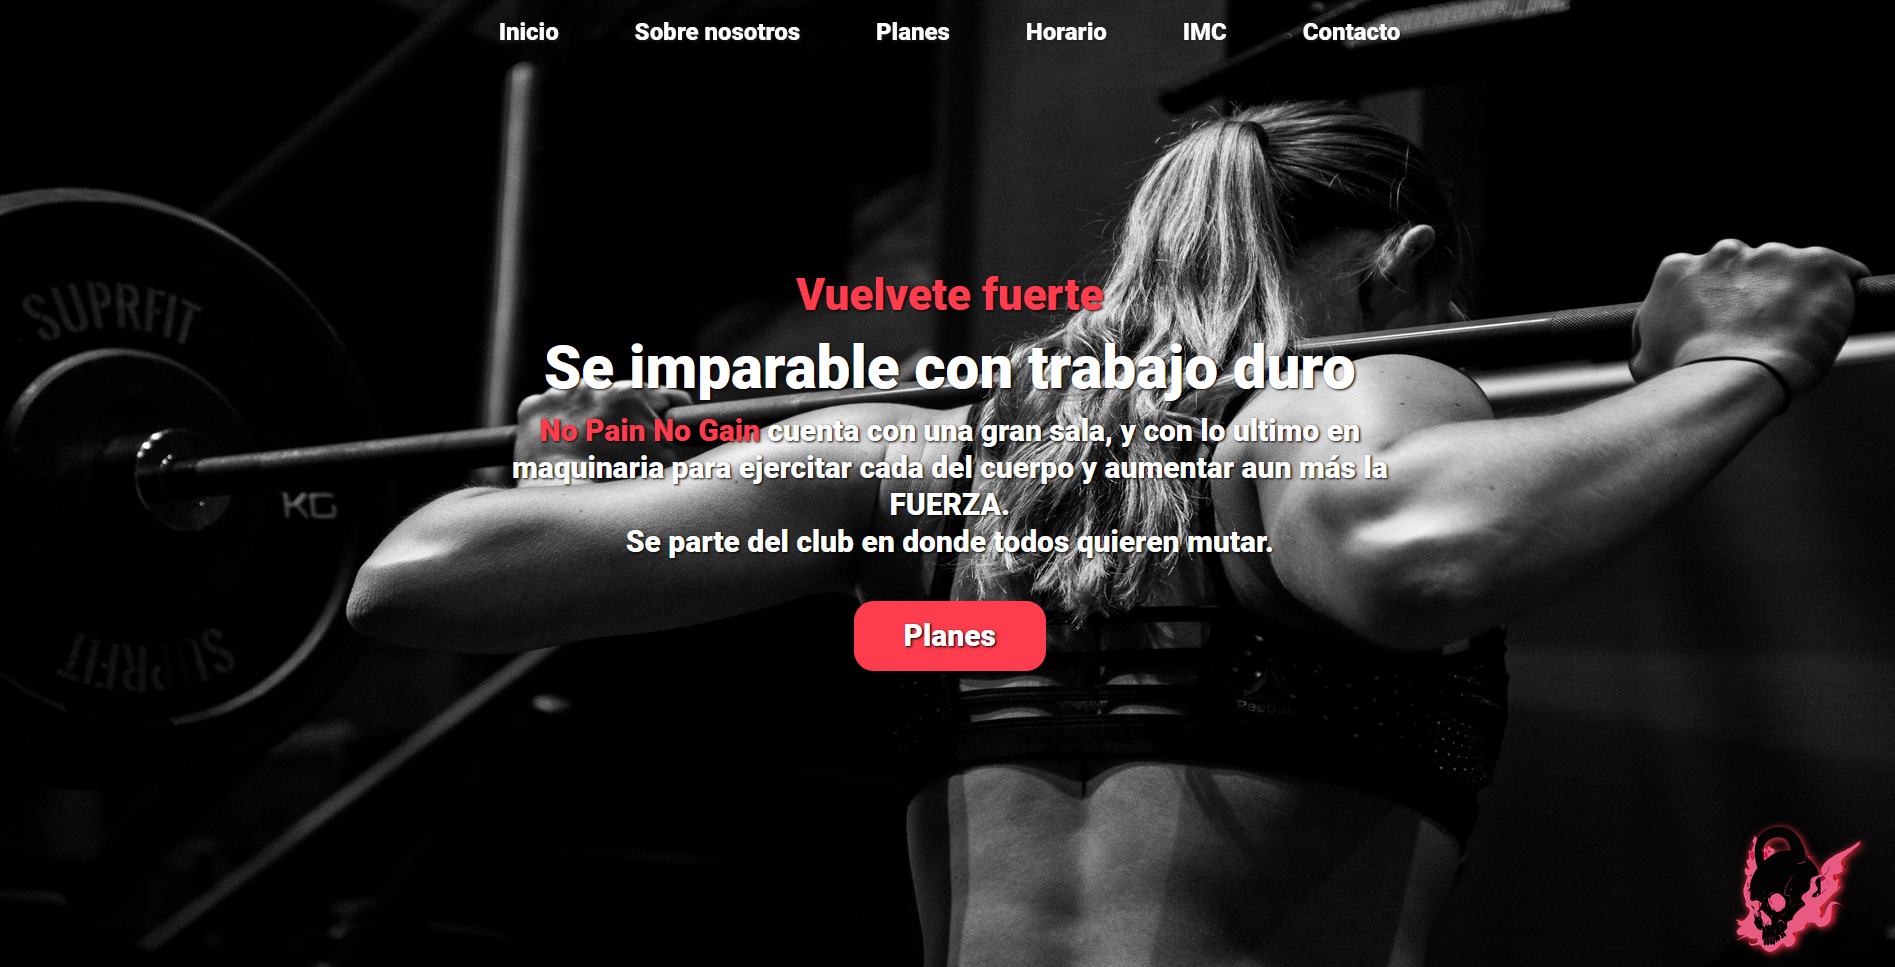 Inicio Sobre nosotros Planes Horario IMC Contacto
SUPRFIT
Vuelvete fuerte
Se imparable con trabajo duro
No Pain No Gain cuenta con una gran sala, y con lo ultimo en
maquinaria para ejercitar cada del cuerpo y aumentar aun más la
FUERZA.
Se parte del club en donde todos quieren mutar.
KG
Planes
SUPRFIT
Reebok